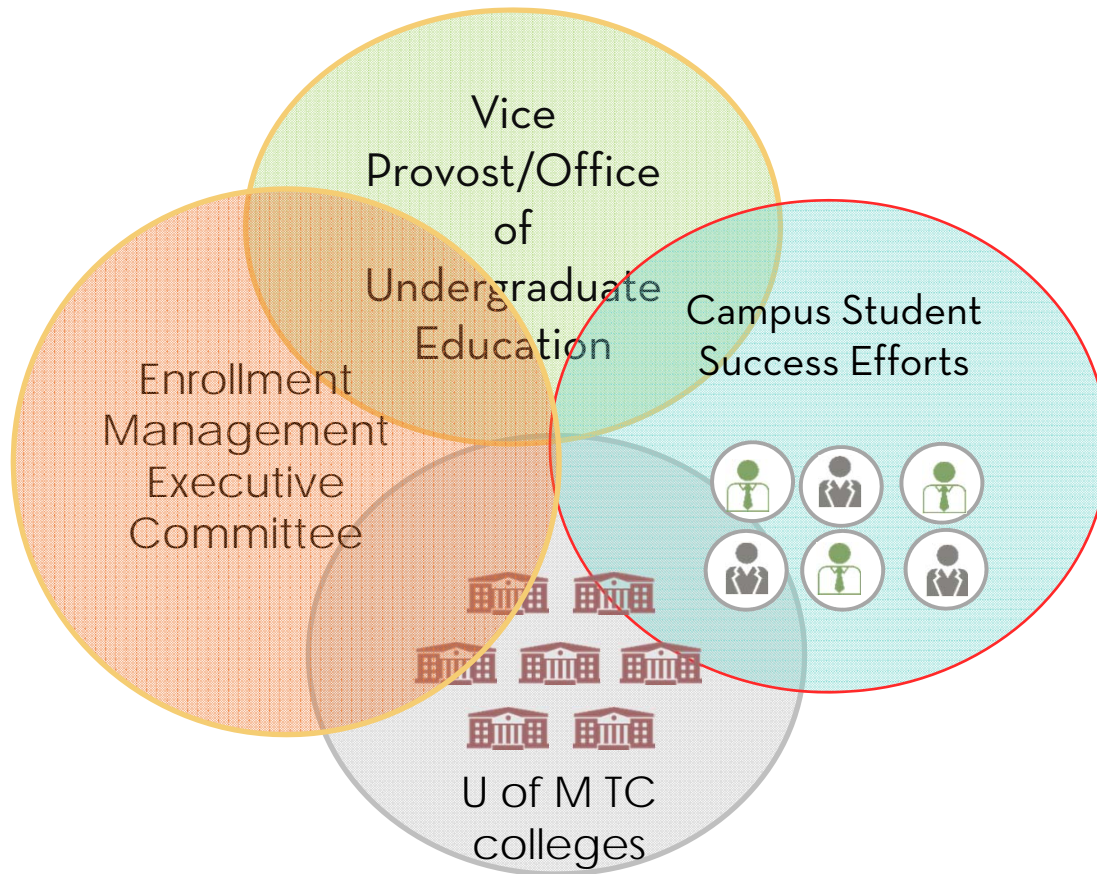 Vice
Provost/Office
of
Undergraduate
Education
Campus Student
Success Efforts
Enrollment
Management
Executive
Committee
U of M TC
colleges